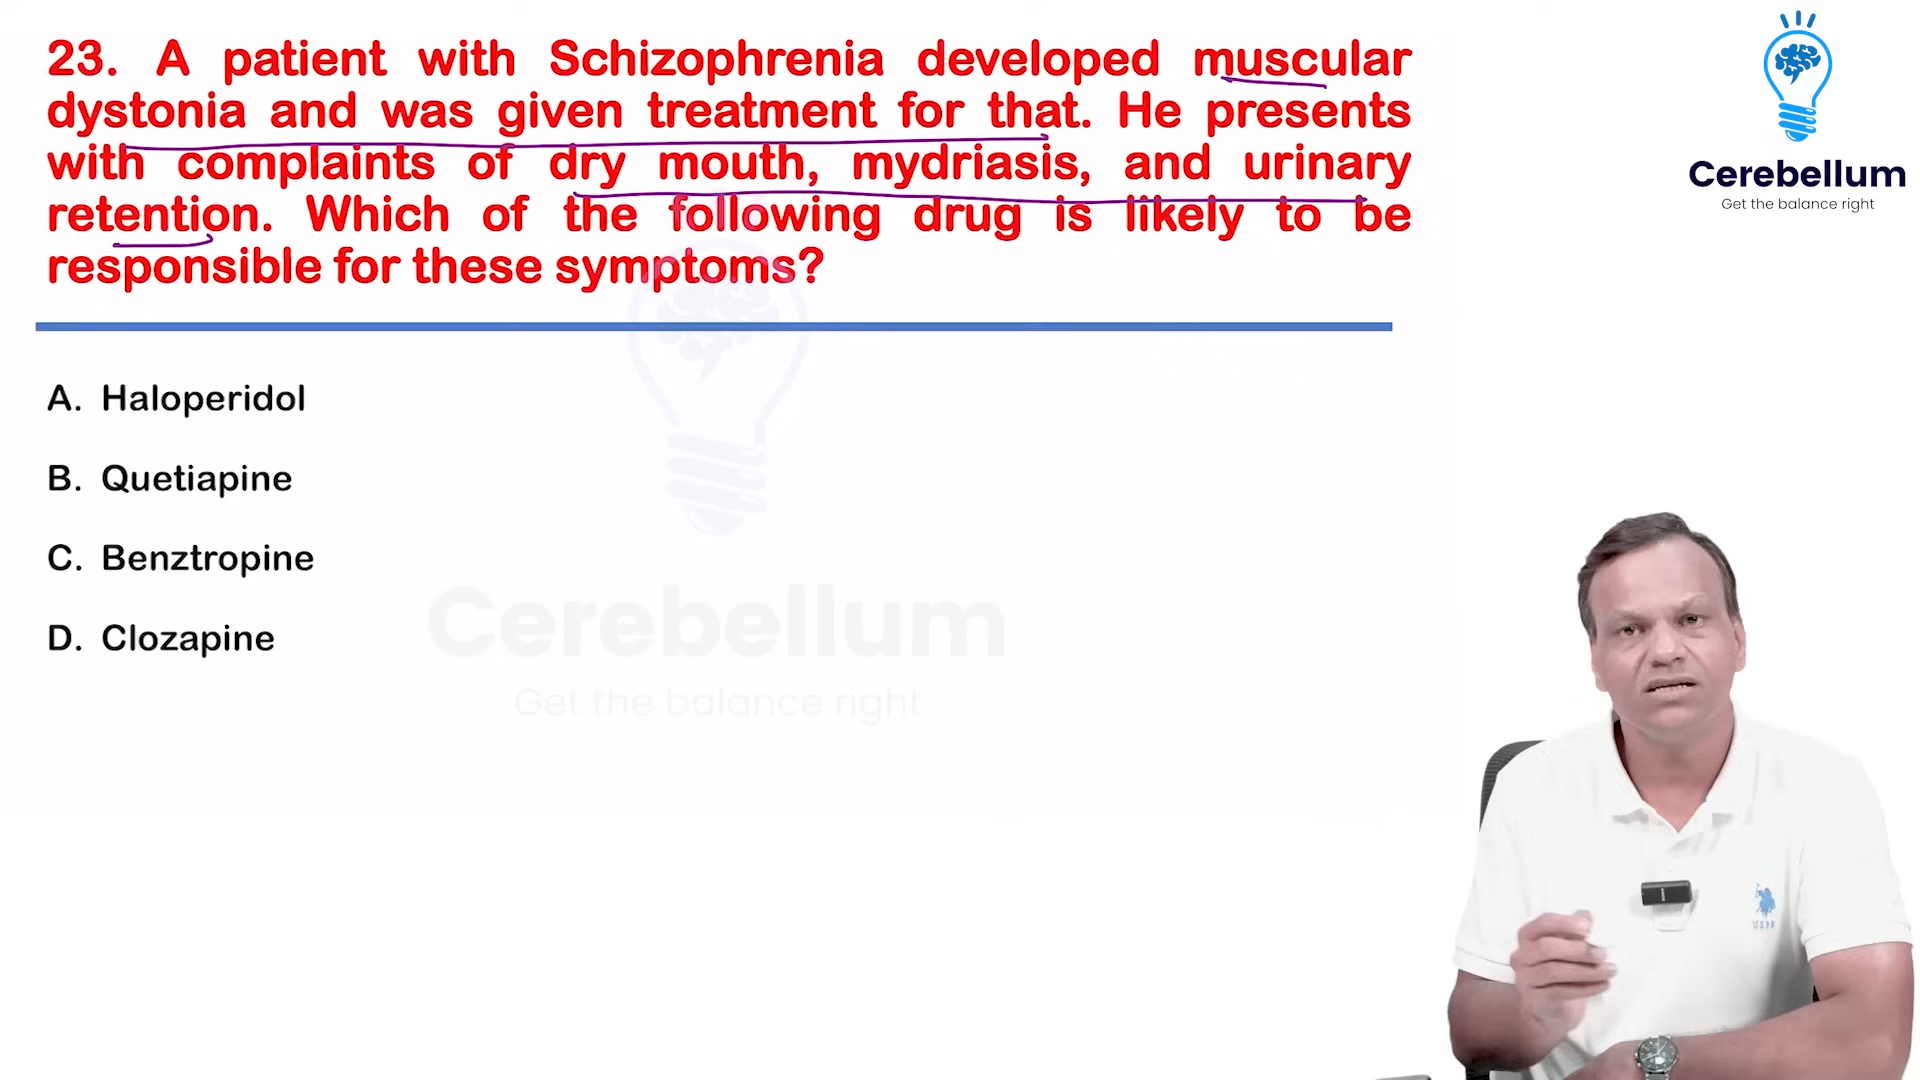 23. A patient with Schizophrenia developed muscular
dystonia and was given treatment for that. He presents
with complaints of dry mouth, mydriasis, and urinary
retention. Which of the following drug is likely to be
responsible for these symptoms?
A. Haloperidol
B. Quetiapine
C. Benztropine
D. Clozapine
Cerebellum
Get the balance right
Cerebellum
Get the balance right
USPA